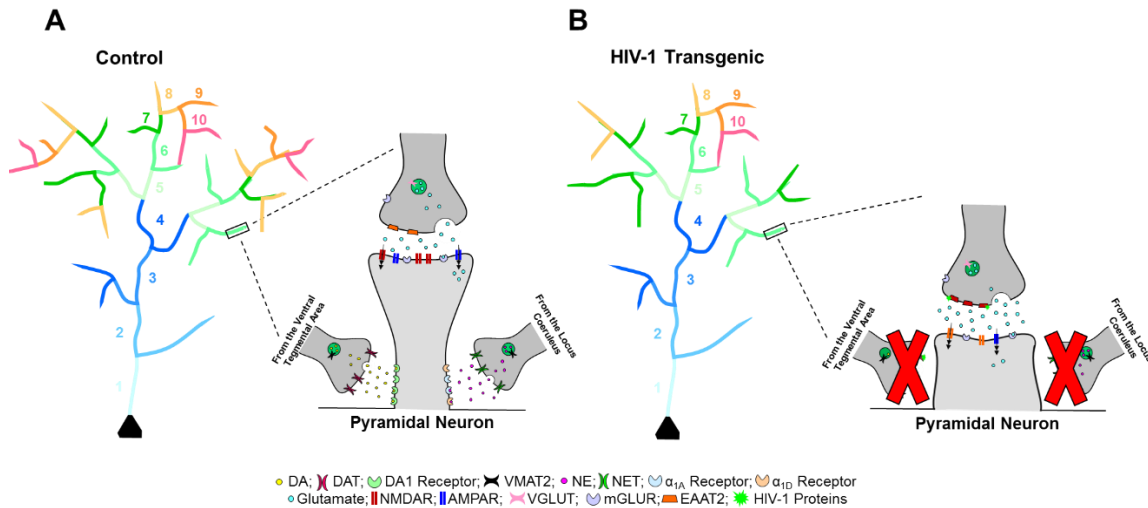 A
Control
8
9
7
10
6
5
4
3
2
1
From the Ventral
Tegmental Area
From the Locus
Coeruleus
Pyramidal Neuron
B
HIV-1 Transgenic
8
9
7
10
6
5
4
3
2
1
From the Ventral
Tegmental Area
From the Locus
Coeruleus
Pyramidal Neuron
DA; DAT; DA1 Receptor; VMAT2; NE; NET; α1A Receptor; α1D Receptor
Glutamate; NMDAR; AMPAR; VGLUT; mGLUR; EAAT2; HIV-1 Proteins